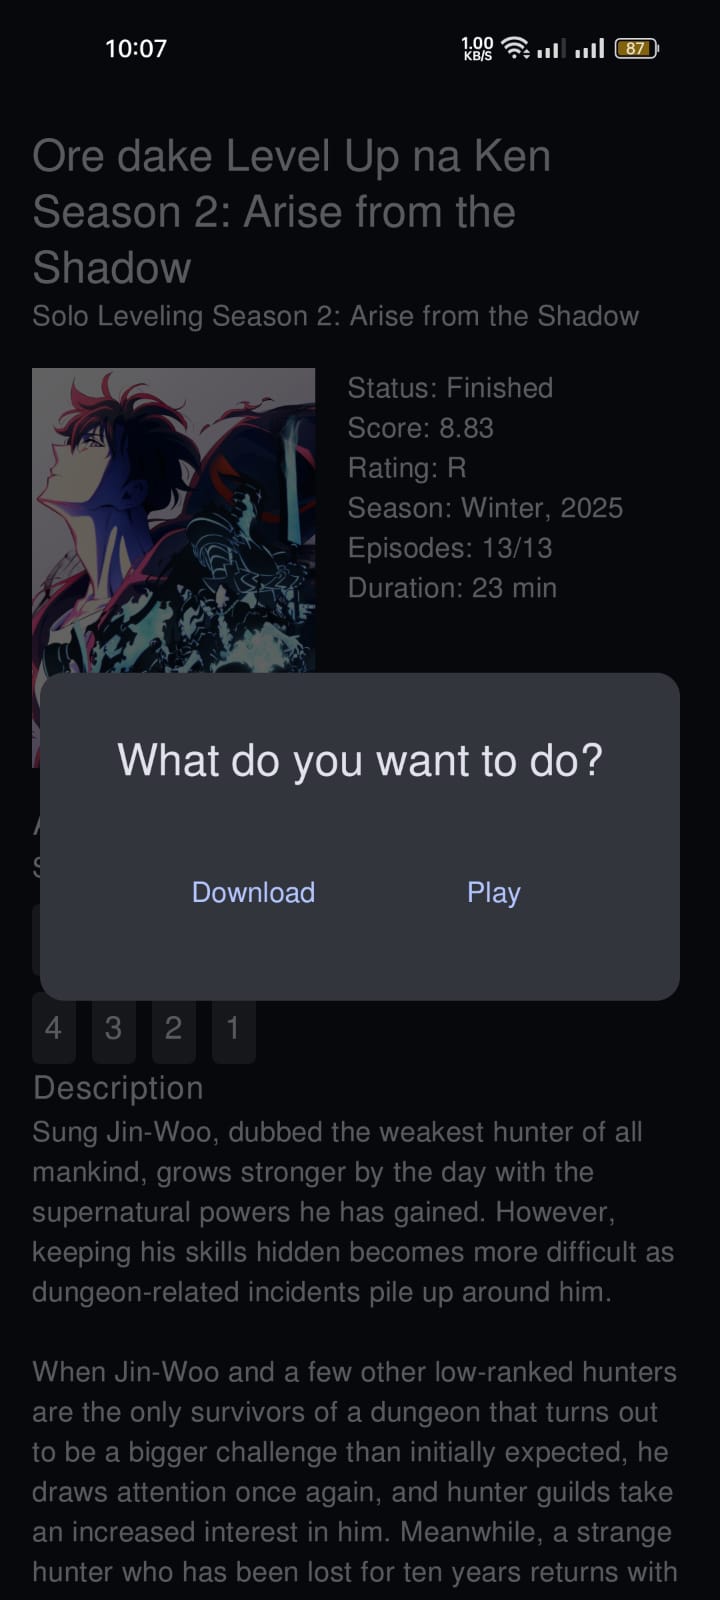 10:07
1.00
KB/S
87
Ore dake Level Up na Ken
Season 2: Arise from the
Shadow
Solo Leveling Season 2: Arise from the Shadow
Status: Finished
Score: 8.83
Rating: R
Season: Winter, 2025
Episodes: 13/13
Duration: 23 min
What do you want to do?
Download Play
4 3 2 1
Description
Sung Jin-Woo, dubbed the weakest hunter of all
mankind, grows stronger by the day with the
supernatural powers he has gained. However,
keeping his skills hidden becomes more difficult as
dungeon-related incidents pile up around him.
When Jin-Woo and a few other low-ranked hunters
are the only survivors of a dungeon that turns out
to be a bigger challenge than initially expected, he
draws attention once again, and hunter guilds take
an increased interest in him. Meanwhile, a strange
hunter who has been lost for ten years returns with